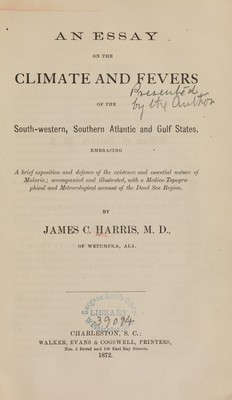 AN ESSAY
ON THE
CLIMATE AND FEVERS
Presented
by the Author
OF THE
South-western, Southern Atlantic and Gulf States,
EMBRACING
A brief exposition and defence of the existence and essential nature of
Malaria; accompanied and illustrated, with a Medico-Topogra-
phical and Meteorological account of the Dead Sea Region.
BY
JAMES C. HARRIS, M. D.,
OF WETUMPKA, ALA.
LIBRARY
39094
CHARLESTON, S. C.:
WALKER, EVANS & COGSWELL, PRINTERS,
Nos. 3 Broad and 109 East Bay Streets.
1872.